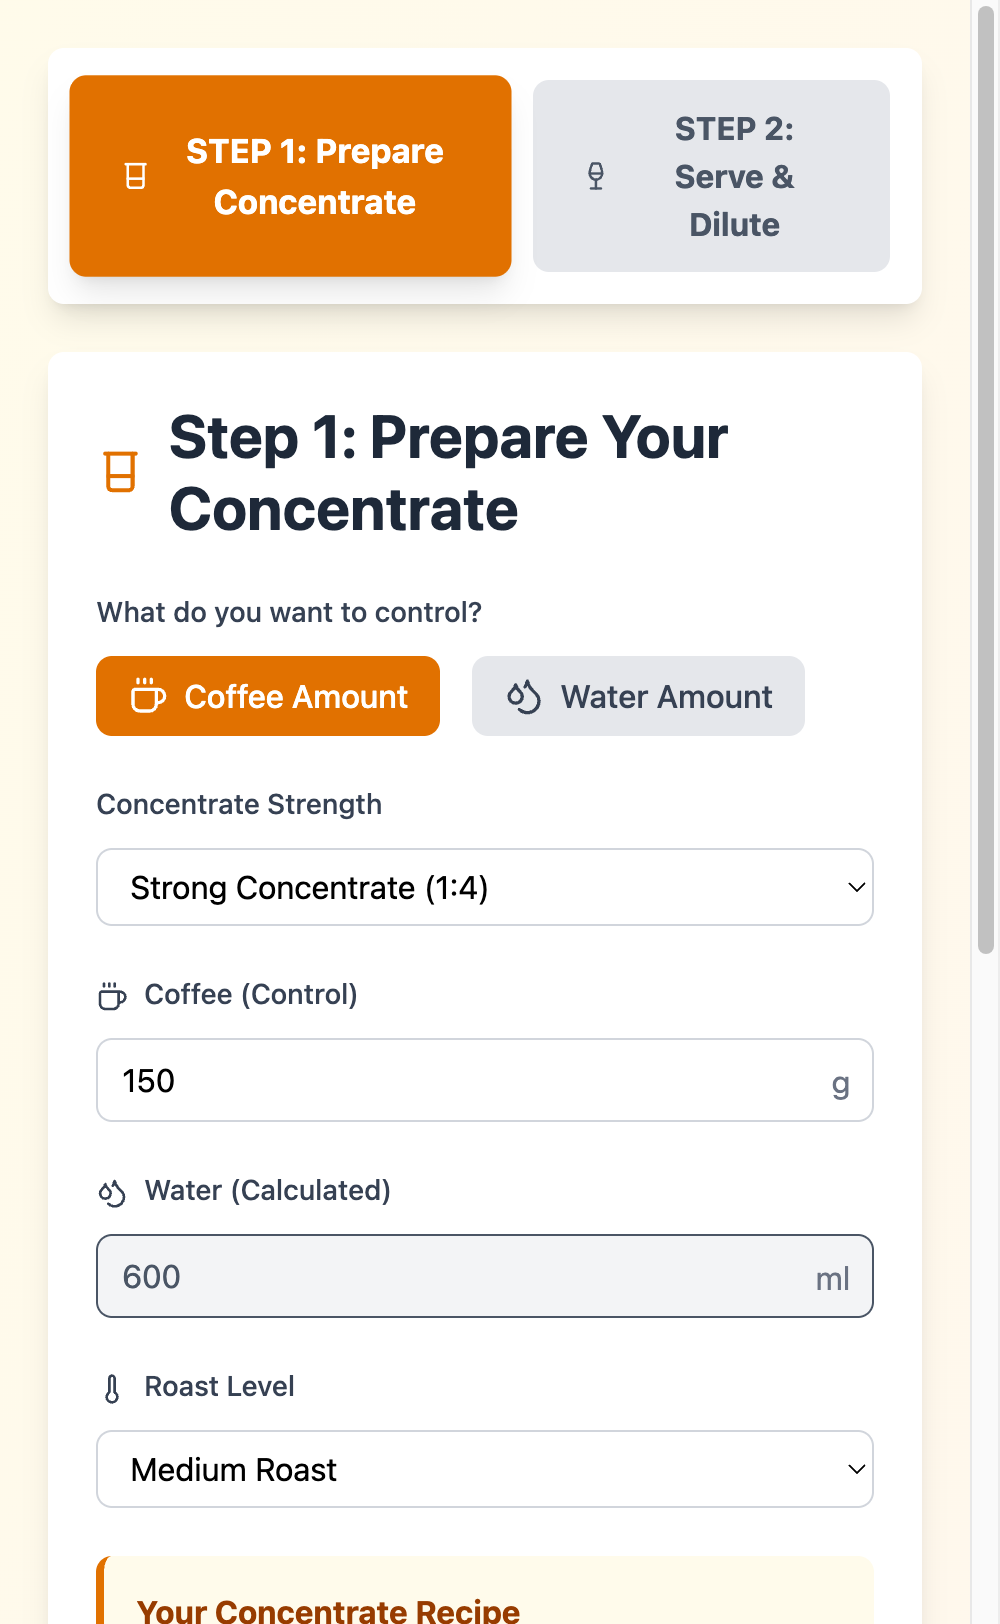 STEP 1: Prepare
Concentrate
STEP 2:
Serve &
Dilute
Step 1: Prepare Your
Concentrate
What do you want to control?
Coffee Amount
Water Amount
Concentrate Strength
Strong Concentrate (1:4)
Coffee (Control)
150
g
Water (Calculated)
600
ml
Roast Level
Medium Roast
Your Concentrate Recipe